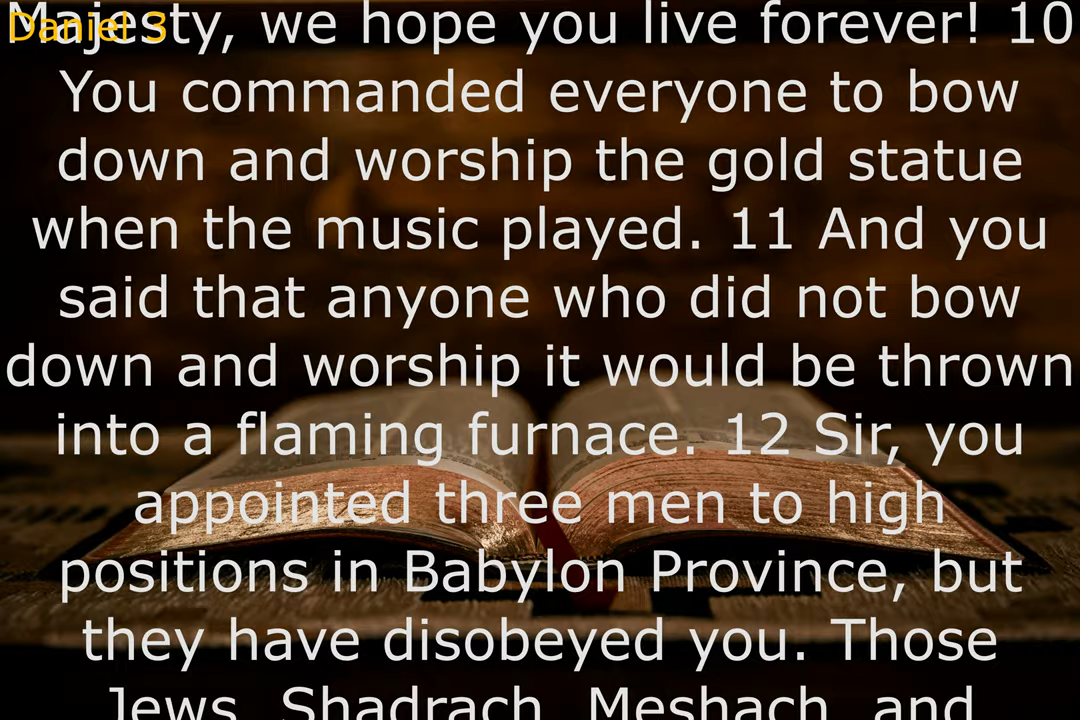 Daniel 3
Majesty, we hope you live forever! 10
You commanded everyone to bow
down and worship the gold statue
when the music played. 11 And you
said that anyone who did not bow
down and worship it would be thrown
into a flaming furnace. 12 Sir, you
appointed three men to high
positions in Babylon Province, but
they have disobeyed you. Those
Jews, Shadrach, Meshach, and